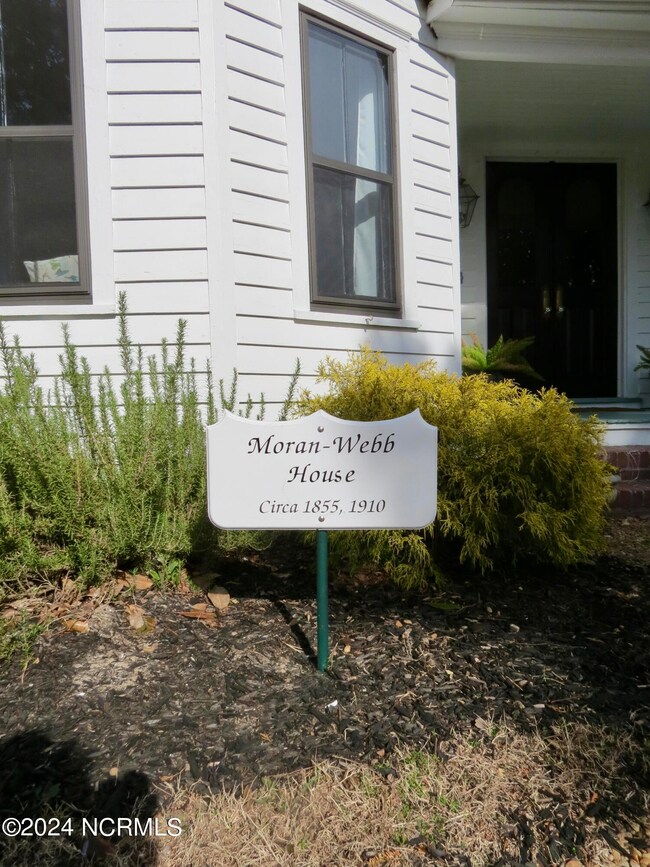 Moran-Webb
House
Circa 1855, 1910
©2024 NCRMLS